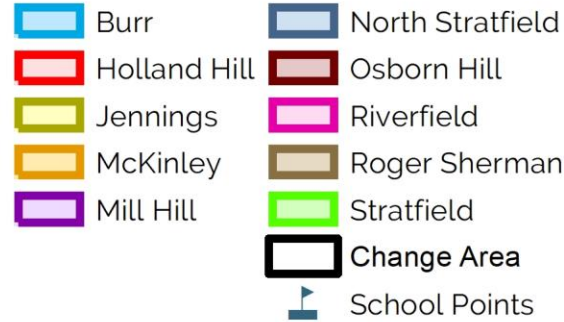 Burr
Holland Hill
Jennings
McKinley
Mill Hill
North Stratfield
Osborn Hill
Riverfield
Roger Sherman
Stratfield
Change Area
School Points